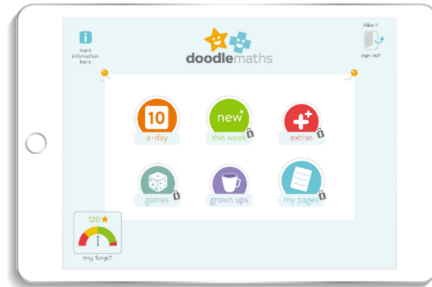 i
more
information
here
doodlemaths
Albert
sign-out
10
a-day
new
this week
extras
games
grown ups
my pages
120
my target